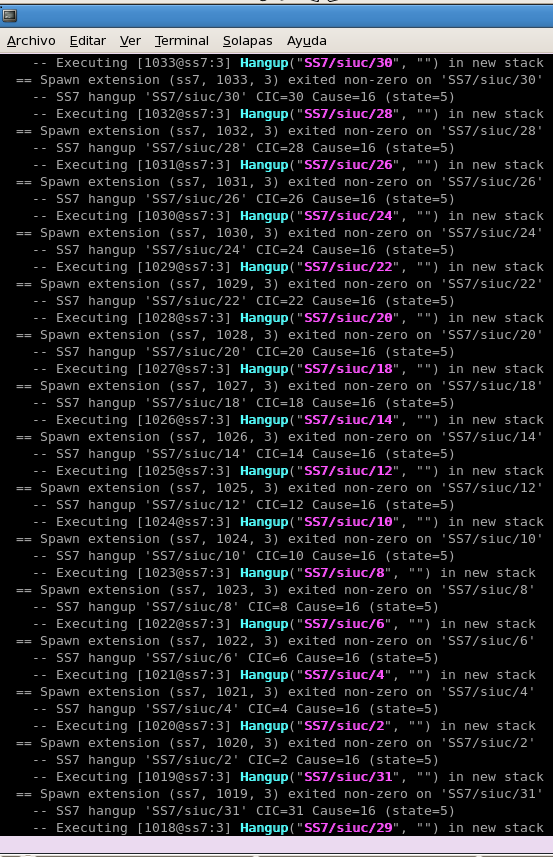 Archivo Editar Ver Terminal Solapas Ayuda
-- Executing [1033@ss7:3] Hangup("SS7/siuc/30", "") in new stack
== Spawn extension (ss7, 1033, 3) exited non-zero on 'SS7/siuc/30'
-- SS7 hangup 'SS7/siuc/30' CIC=30 Cause=16 (state=5)
-- Executing [1032@ss7:3] Hangup("SS7/siuc/28", "") in new stack
== Spawn extension (ss7, 1032, 3) exited non-zero on 'SS7/siuc/28'
-- SS7 hangup 'SS7/siuc/28' CIC=28 Cause=16 (state=5)
-- Executing [1031@ss7:3] Hangup("SS7/siuc/26", "") in new stack
== Spawn extension (ss7, 1031, 3) exited non-zero on 'SS7/siuc/26'
-- SS7 hangup 'SS7/siuc/26' CIC=26 Cause=16 (state=5)
-- Executing [1030@ss7:3] Hangup("SS7/siuc/24", "") in new stack
== Spawn extension (ss7, 1030, 3) exited non-zero on 'SS7/siuc/24'
-- SS7 hangup 'SS7/siuc/24' CIC=24 Cause=16 (state=5)
-- Executing [1029@ss7:3] Hangup("SS7/siuc/22", "") in new stack
== Spawn extension (ss7, 1029, 3) exited non-zero on 'SS7/siuc/22'
-- SS7 hangup 'SS7/siuc/22' CIC=22 Cause=16 (state=5)
-- Executing [1028@ss7:3] Hangup("SS7/siuc/20", "") in new stack
== Spawn extension (ss7, 1028, 3) exited non-zero on 'SS7/siuc/20'
-- SS7 hangup 'SS7/siuc/20' CIC=20 Cause=16 (state=5)
-- Executing [1027@ss7:3] Hangup("SS7/siuc/18", "") in new stack
== Spawn extension (ss7, 1027, 3) exited non-zero on 'SS7/siuc/18'
-- SS7 hangup 'SS7/siuc/18' CIC=18 Cause=16 (state=5)
-- Executing [1026@ss7:3] Hangup("SS7/siuc/14", "") in new stack
== Spawn extension (ss7, 1026, 3) exited non-zero on 'SS7/siuc/14'
-- SS7 hangup 'SS7/siuc/14' CIC=14 Cause=16 (state=5)
-- Executing [1025@ss7:3] Hangup("SS7/siuc/12", "") in new stack
== Spawn extension (ss7, 1025, 3) exited non-zero on 'SS7/siuc/12'
-- SS7 hangup 'SS7/siuc/12' CIC=12 Cause=16 (state=5)
-- Executing [1024@ss7:3] Hangup("SS7/siuc/10", "") in new stack
== Spawn extension (ss7, 1024, 3) exited non-zero on 'SS7/siuc/10'
-- SS7 hangup 'SS7/siuc/10' CIC=10 Cause=16 (state=5)
-- Executing [1023@ss7:3] Hangup("SS7/siuc/8", "") in new stack
== Spawn extension (ss7, 1023, 3) exited non-zero on 'SS7/siuc/8'
-- SS7 hangup 'SS7/siuc/8' CIC=8 Cause=16 (state=5)
-- Executing [1022@ss7:3] Hangup("SS7/siuc/6", "") in new stack
== Spawn extension (ss7, 1022, 3) exited non-zero on 'SS7/siuc/6'
-- SS7 hangup 'SS7/siuc/6' CIC=6 Cause=16 (state=5)
-- Executing [1021@ss7:3] Hangup("SS7/siuc/4", "") in new stack
== Spawn extension (ss7, 1021, 3) exited non-zero on 'SS7/siuc/4'
-- SS7 hangup 'SS7/siuc/4' CIC=4 Cause=16 (state=5)
-- Executing [1020@ss7:3] Hangup("SS7/siuc/2", "") in new stack
== Spawn extension (ss7, 1020, 3) exited non-zero on 'SS7/siuc/2'
-- SS7 hangup 'SS7/siuc/2' CIC=2 Cause=16 (state=5)
-- Executing [1019@ss7:3] Hangup("SS7/siuc/31", "") in new stack
== Spawn extension (ss7, 1019, 3) exited non-zero on 'SS7/siuc/31'
-- SS7 hangup 'SS7/siuc/31' CIC=31 Cause=16 (state=5)
-- Executing [1018@ss7:3] Hangup("SS7/siuc/29", "") in new stack